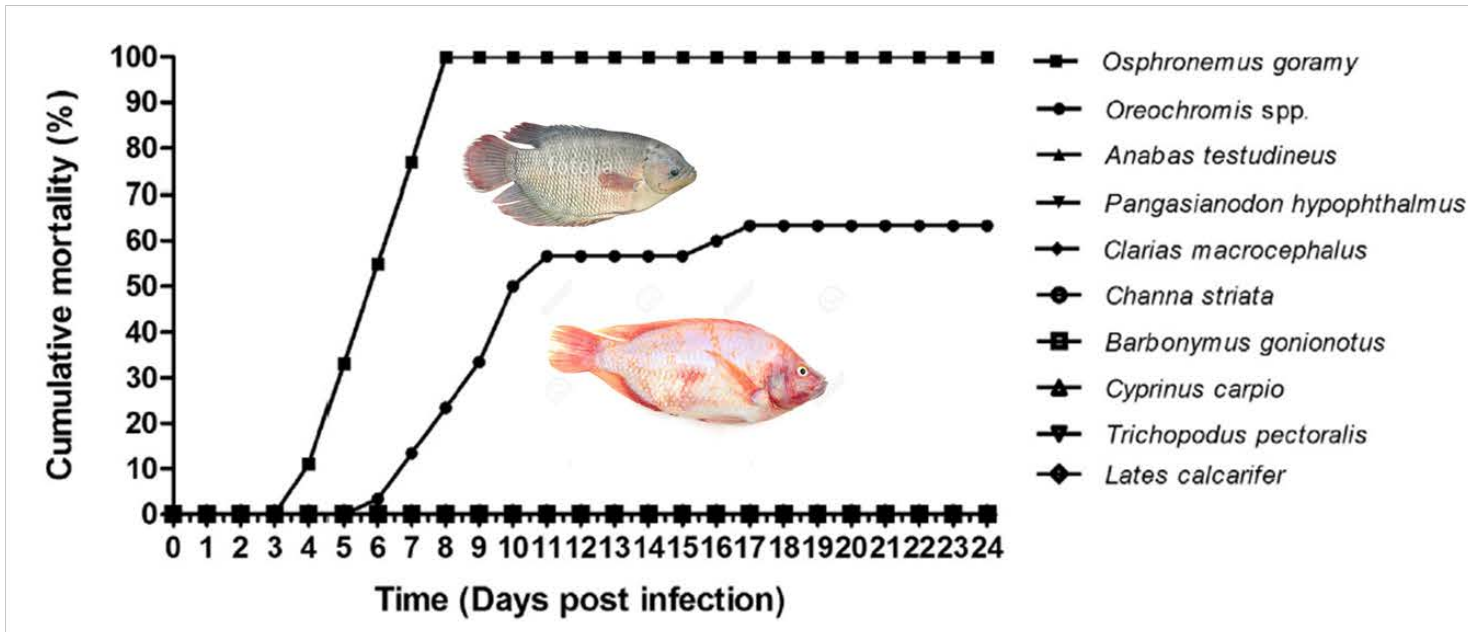 Cumulative mortality (%)
100
90
80
70
60
50
40
30
20
10
0
0 1 2 3 4 5 6 7 8 9 10 11 12 13 14 15 16 17 18 19 20 21 22 23 24
Time (Days post infection)
Osphronemus goramy
Oreochromis spp.
Anabas testudineus
Pangasianodon hypophthalmus
Clarias macrocephalus
Channa striata
Barbonymus gonionotus
Cyprinus carpio
Trichopodus pectoralis
Lates calcarifer